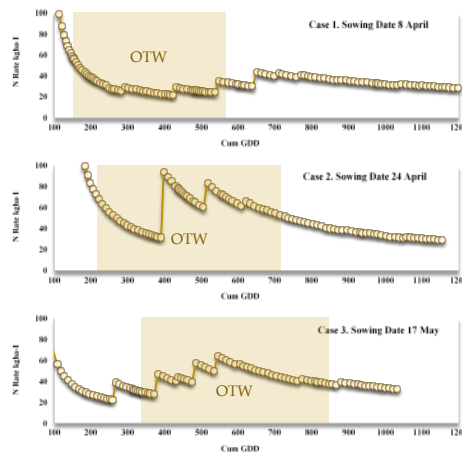 100
80
60
40
20
0
N Rate kgha-1
Case 1. Sowing Date 8 April
OTW
100 200 300 400 500 600 700 800 900 1000 1100 120
Cum GDD
100
80
60
40
20
0
N Rate kgha-1
Case 2. Sowing Date 24 April
OTW
100 200 300 400 500 600 700 800 900 1000 1100 120
Cum GDD
100
80
60
40
20
0
N Rate kgha-1
Case 3. Sowing Date 17 May
OTW
100 200 300 400 500 600 700 800 900 1000 1100 120
Cum GDD